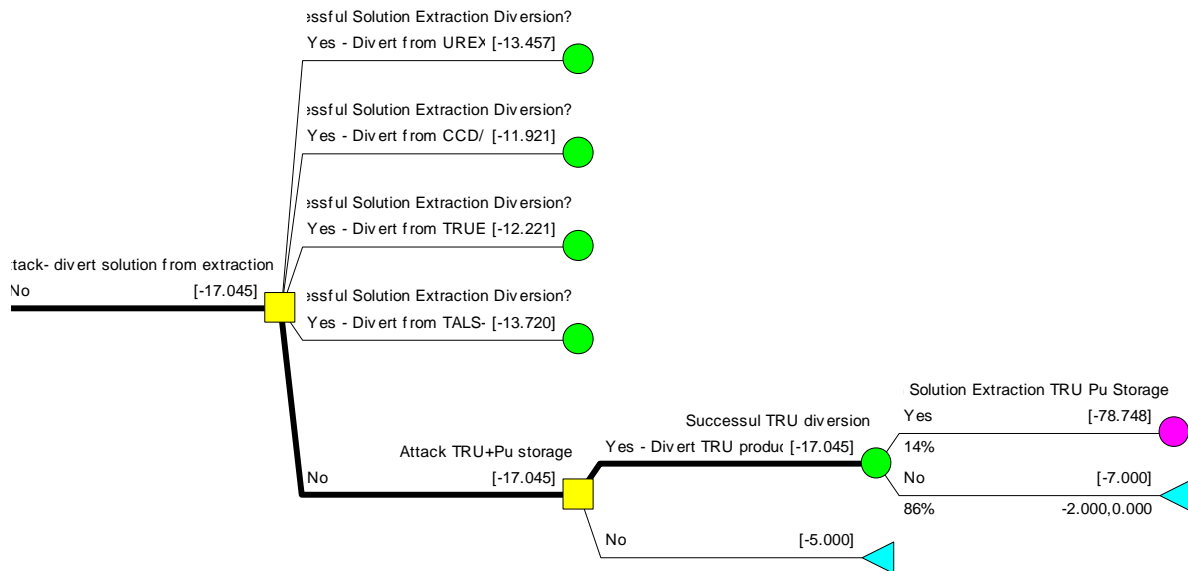 essful Solution Extraction Diversion?
Yes - Divert from UREX [-13.457]
essful Solution Extraction Diversion?
Yes - Divert from CCD/ [-11.921]
essful Solution Extraction Diversion?
Yes - Divert from TRUE [-12.221]
ttack- divert solution from extraction
No [-17.045]
essful Solution Extraction Diversion?
Yes - Divert from TALS- [-13.720]
Solution Extraction TRU Pu Storage
Yes [-78.748]
14%
Successul TRU diversion
Yes - Divert TRU produc [-17.045]
Attack TRU+Pu storage
No [-17.045]
No [-7.000]
86% -2.000,0.000
No [-5.000]